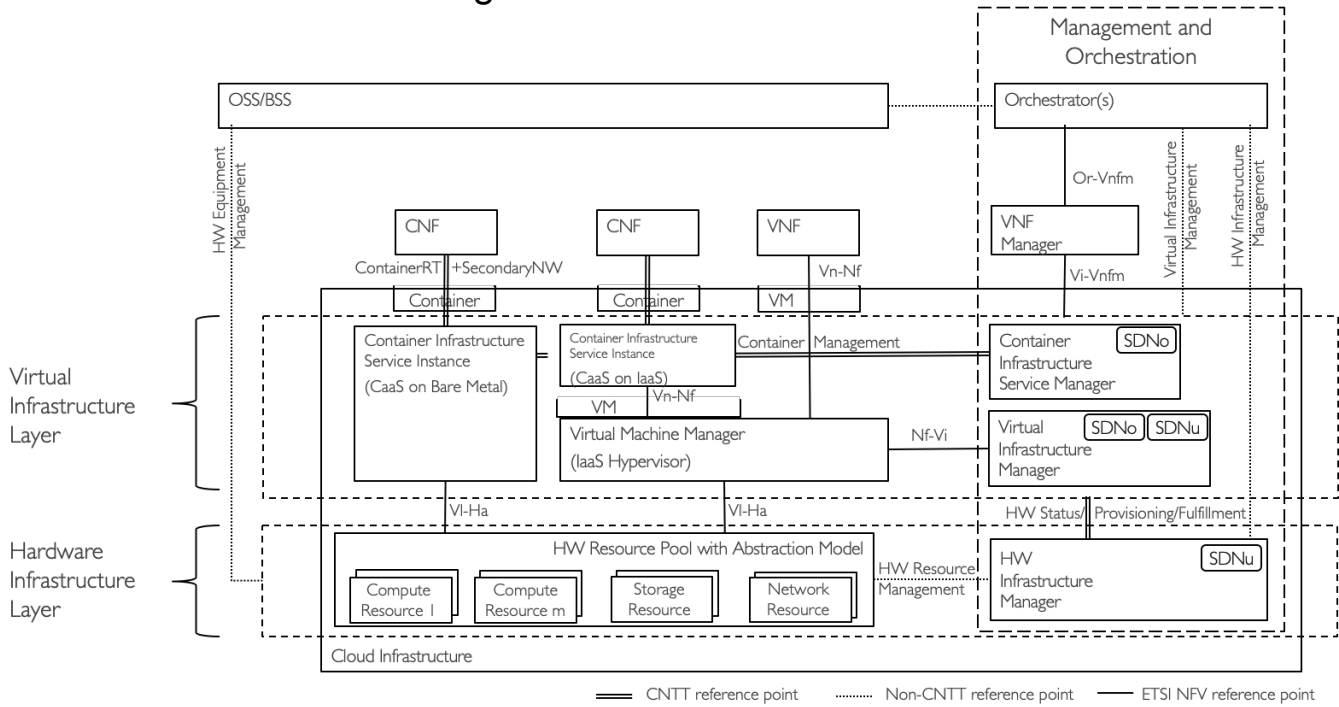 Management and
Orchestration
OSS/BSS
Orchestrator(s)
HW Equipment
Management
Or-Vnfm
Virtual Infrastructure
Management
HW Infrastructure
Management
CNF
CNF
VNF
VNF
Manager
ContainerRT +SecondaryNW
Vn-Nf
Vi-Vnfm
Container
Container
VM
Virtual
Infrastructure
Layer
Container Infrastructure
Service Instance
(CaaS on Bare Metal)
Container Infrastructure
Service Instance
(CaaS on IaaS)
Container Management
Container
Infrastructure
Service Manager
SDNo
Vn-Nf
VM
Virtual Machine Manager
(IaaS Hypervisor)
Nf-Vi
Virtual
Infrastructure
Manager
SDNo
SDNu
VI-Ha
VI-Ha
HW Status/ Provisioning/Fulfillment
Hardware
Infrastructure
Layer
HW Resource Pool with Abstraction Model
Compute
Resource 1
Compute
Resource m
Storage
Resource
Network
Resource
HW Resource
Management
HW
Infrastructure
Manager
SDNu
Cloud Infrastructure
CNTT reference point
Non-CNTT reference point
ETSI NFV reference point